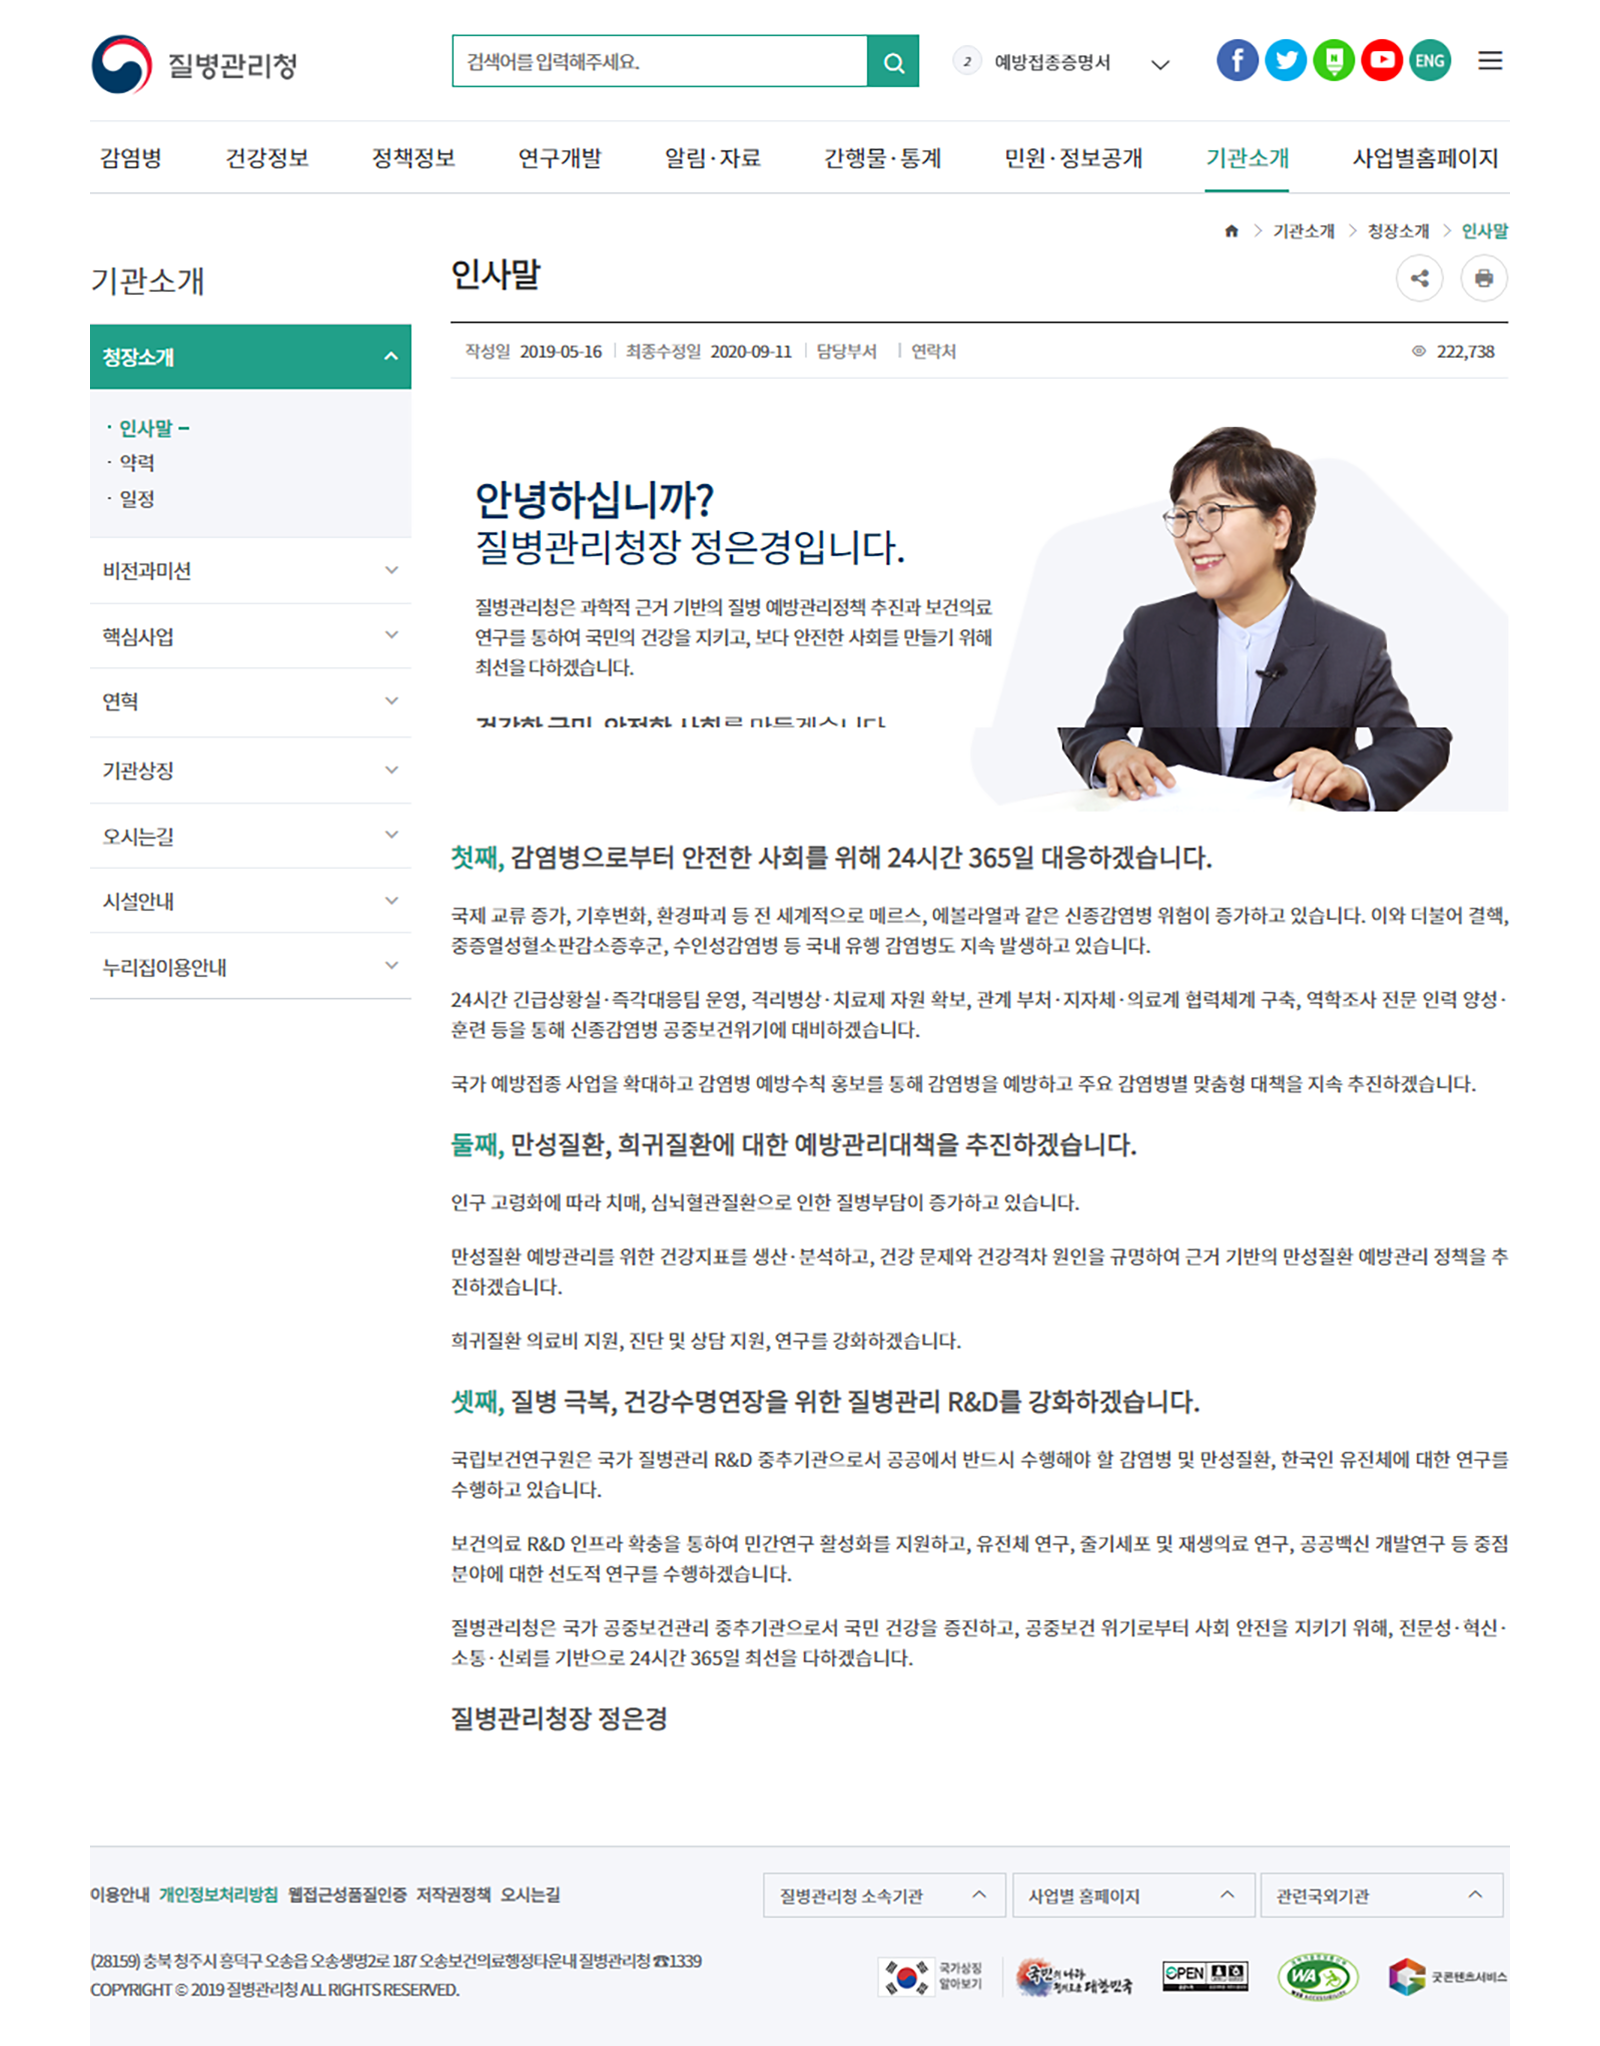 질병관리청
검색어를 입력해주세요.
2 예방접종증명서
ENG
감염병 건강정보 정책정보 연구개발 알림·자료 간행물·통계 민원·정보공개 기관소개 사업별홈페이지
기관소개 > 청장소개 > 인사말
기관소개
청장소개
· 인사말 –
· 약력
· 일정
비전과미션
핵심사업
연혁
기관상징
오시는길
시설안내
누리집이용안내
인사말
작성일 2019-05-16 | 최종수정일 2020-09-11 | 담당부서 | 연락처 222,738
안녕하십니까?
질병관리청장 정은경입니다.
질병관리청은 과학적 근거 기반의 질병 예방관리정책 추진과 보건의료
연구를 통하여 국민의 건강을 지키고, 보다 안전한 사회를 만들기 위해
최선을 다하겠습니다.
건강한 국민, 안전한 사회를 만들겠습니다
첫째, 감염병으로부터 안전한 사회를 위해 24시간 365일 대응하겠습니다.
국제 교류 증가, 기후변화, 환경파괴 등 전 세계적으로 메르스, 에볼라열과 같은 신종감염병 위험이 증가하고 있습니다. 이와 더불어 결핵,
중증열성혈소판감소증후군, 수인성감염병 등 국내 유행 감염병도 지속 발생하고 있습니다.
24시간 긴급상황실·즉각대응팀 운영, 격리병상·치료제 자원 확보, 관계 부처·지자체·의료계 협력체계 구축, 역학조사 전문 인력 양성·
훈련 등을 통해 신종감염병 공중보건위기에 대비하겠습니다.
국가 예방접종 사업을 확대하고 감염병 예방수칙 홍보를 통해 감염병을 예방하고 주요 감염병별 맞춤형 대책을 지속 추진하겠습니다.
둘째, 만성질환, 희귀질환에 대한 예방관리대책을 추진하겠습니다.
인구 고령화에 따라 치매, 심뇌혈관질환으로 인한 질병부담이 증가하고 있습니다.
만성질환 예방관리를 위한 건강지표를 생산·분석하고, 건강 문제와 건강격차 원인을 규명하여 근거 기반의 만성질환 예방관리 정책을 추
진하겠습니다.
희귀질환 의료비 지원, 진단 및 상담 지원, 연구를 강화하겠습니다.
셋째, 질병 극복, 건강수명연장을 위한 질병관리 R&D를 강화하겠습니다.
국립보건연구원은 국가 질병관리 R&D 중추기관으로서 공공에서 반드시 수행해야 할 감염병 및 만성질환, 한국인 유전체에 대한 연구를
수행하고 있습니다.
보건의료 R&D 인프라 확충을 통하여 민간연구 활성화를 지원하고, 유전체 연구, 줄기세포 및 재생의료 연구, 공공백신 개발연구 등 중점
분야에 대한 선도적 연구를 수행하겠습니다.
질병관리청은 국가 공중보건관리 중추기관으로서 국민 건강을 증진하고, 공중보건 위기로부터 사회 안전을 지키기 위해, 전문성·혁신·
소통·신뢰를 기반으로 24시간 365일 최선을 다하겠습니다.
질병관리청장 정은경
이용안내 개인정보처리방침 웹접근성품질인증 저작권정책 오시는길
질병관리청 소속기관 사업별 홈페이지 관련국외기관
(28159) 충북 청주시 흥덕구 오송읍 오송생명2로 187 오송보건의료행정타운내 질병관리청 ☎1339
COPYRIGHT © 2019 질병관리청 ALL RIGHTS RESERVED.
국가상징
알아보기
국민의 나라
정의로운 대한민국
OPEN
WA
WEB ACCESSIBILITY
굿콘텐츠서비스